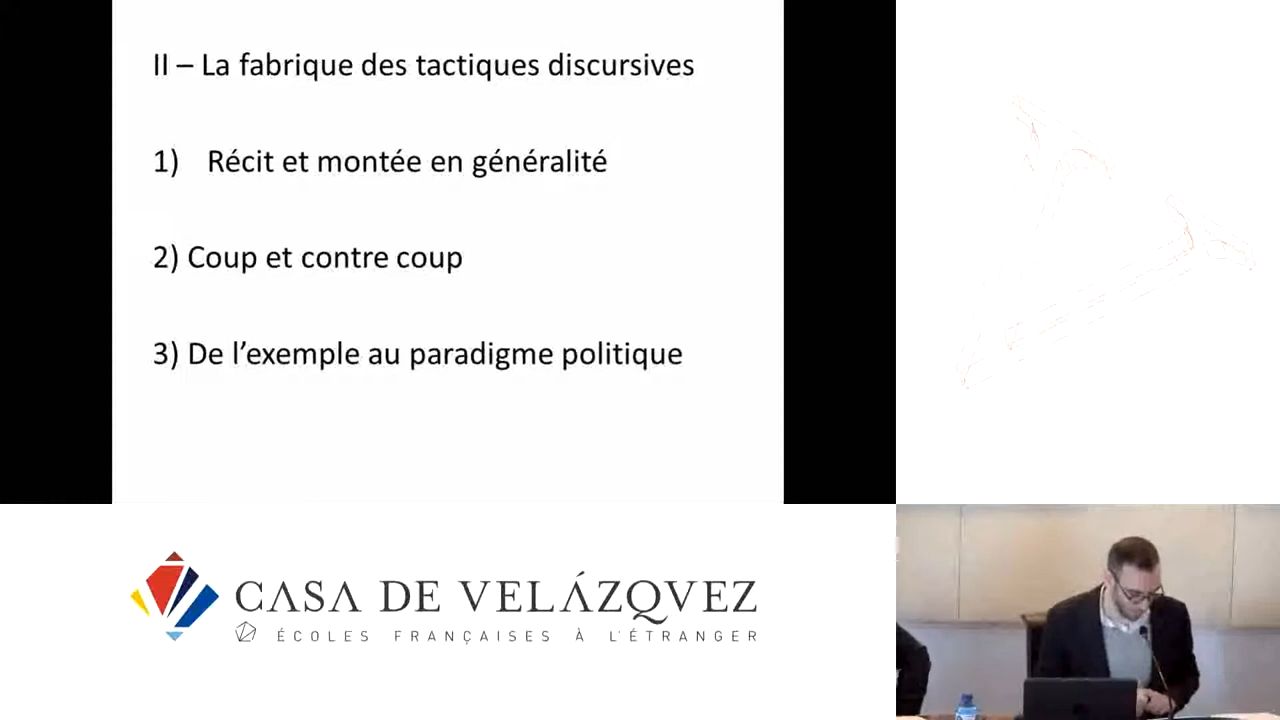 II – La fabrique des tactiques discursives
1) Récit et montée en généralité
2) Coup et contre coup
3) De l’exemple au paradigme politique
CASA DE VELÁZQVEZ
ÉCOLES FRANÇAISES À L'ÉTRANGER